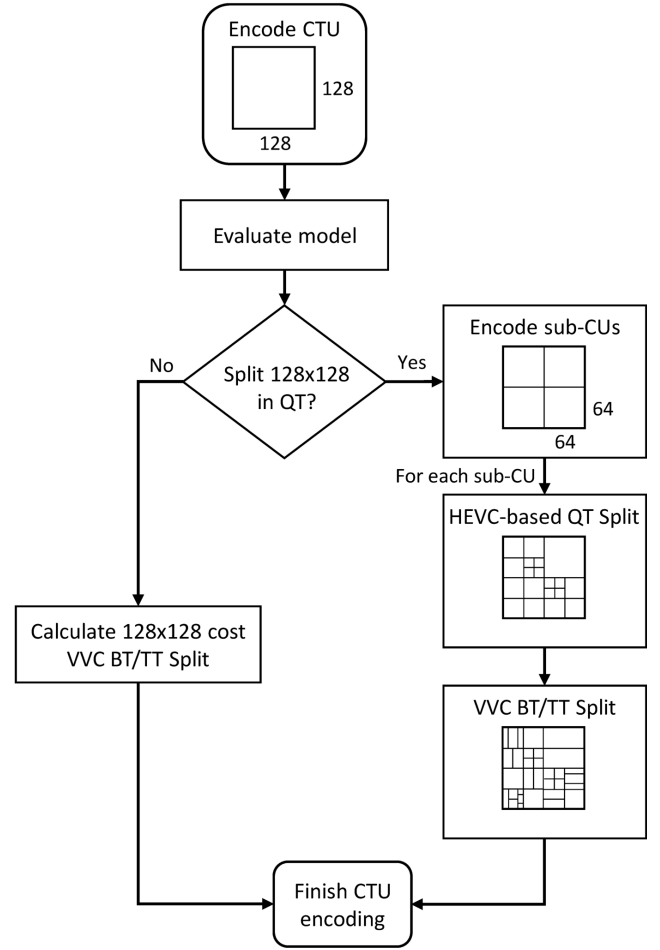 Encode CTU
128
128
Evaluate model
Split 128x128
in QT?
No
Yes
Encode sub-CUs
64
64
For each sub-CU
HEVC-based QT Split
Calculate 128x128 cost
VVC BT/TT Split
VVC BT/TT Split
Finish CTU
encoding